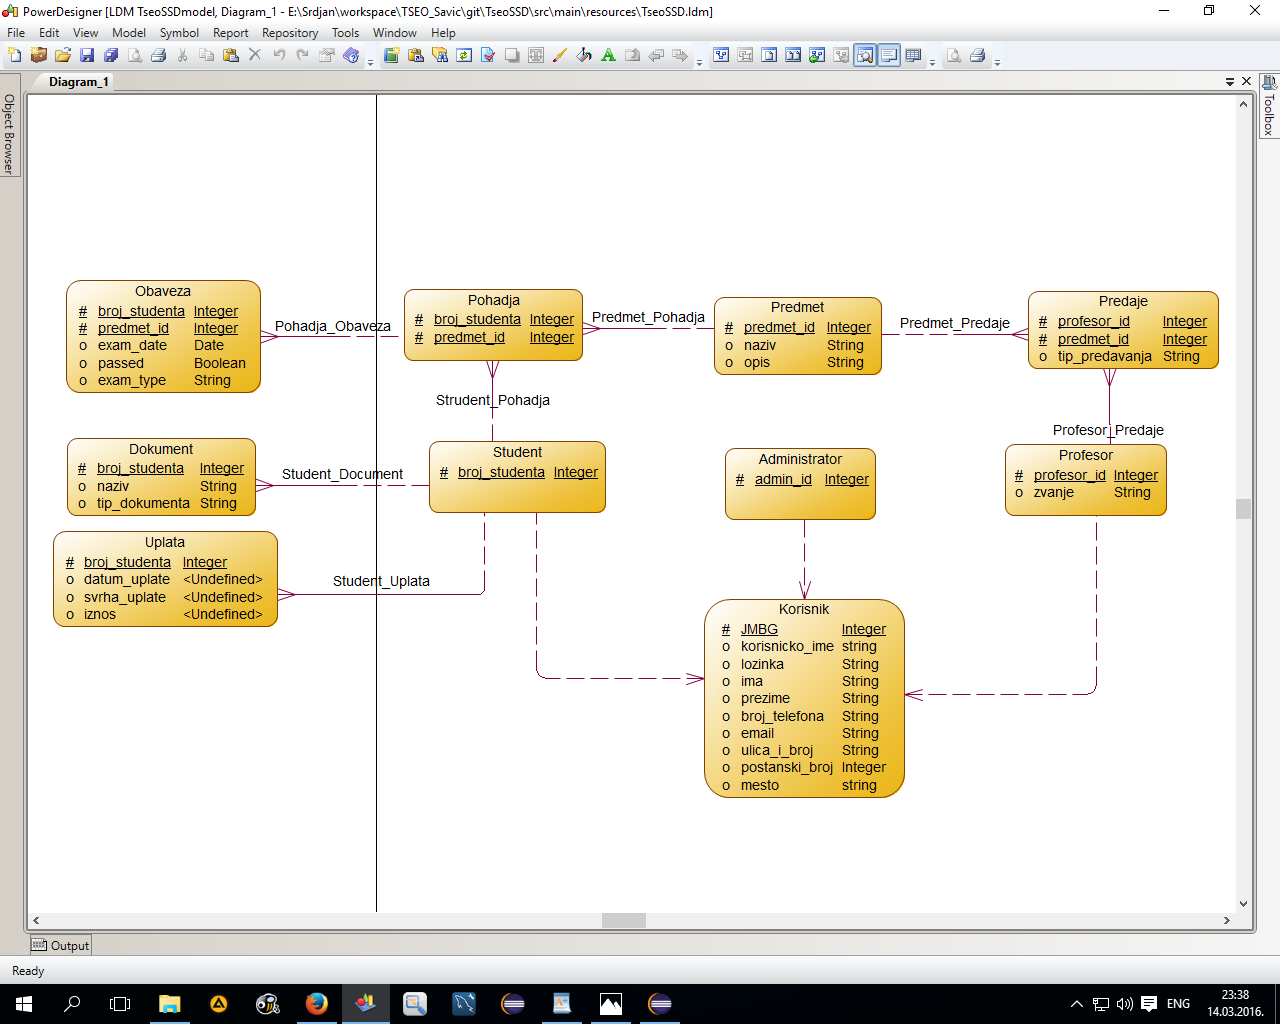 PowerDesigner [LDM TseoSSDmodel, Diagram_1 - E:\Srdjan\workspace\TSEO_Savic\git\TseoSSD\src\main\resources\TseoSSD.ldm]
File Edit View Model Symbol Report Repository Tools Window Help
Diagram_1
Object Browser
Toolbox
Obaveza
# broj_studenta Integer
# predmet_id Integer
o exam_date Date
o passed Boolean
o exam_type String
Pohadja_Obaveza
Pohadja
# broj_studenta Integer
# predmet_id Integer
Predmet_Pohadja
Predmet
# predmet_id Integer
o naziv String
o opis String
Predmet_Predaje
Predaje
# profesor_id Integer
# predmet_id Integer
o tip_predavanja String
Strudent_Pohadja
Profesor_Predaje
Dokument
# broj_studenta Integer
o naziv String
o tip_dokumenta String
Student_Document
Student
# broj_studenta Integer
Administrator
# admin_id Integer
Profesor
# profesor_id Integer
o zvanje String
Uplata
# broj_studenta Integer
o datum_uplate <Undefined>
o svrha_uplate <Undefined>
o iznos <Undefined>
Student_Uplata
Korisnik
# JMBG Integer
o korisnicko_ime string
o lozinka String
o ima String
o prezime String
o broj_telefona String
o email String
o ulica_i_broj String
o postanski_broj Integer
o mesto string
Output
Ready
ENG
23:38
14.03.2016.